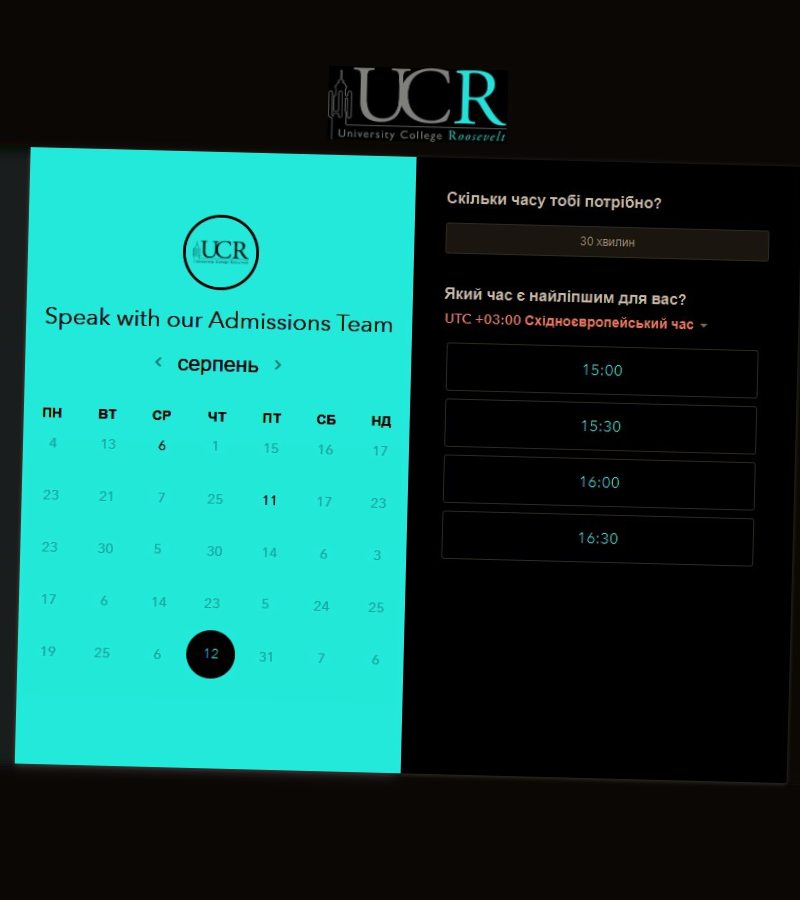 UCR
University College Roosevelt
UCR
Speak with our Admissions Team
серпень
ПН ВТ СР ЧТ ПТ СБ НД
4 13 6 1 15 16 17
23 21 7 25 11 17 23
23 30 5 30 14 6 3
17 6 14 23 5 24 25
19 25 6 12 31 7 6
Скільки часу тобі потрібно?
30 хвилин
Який час є найліпшим для вас?
UTC +03:00 Східноєвропейський час
15:00
15:30
16:00
16:30